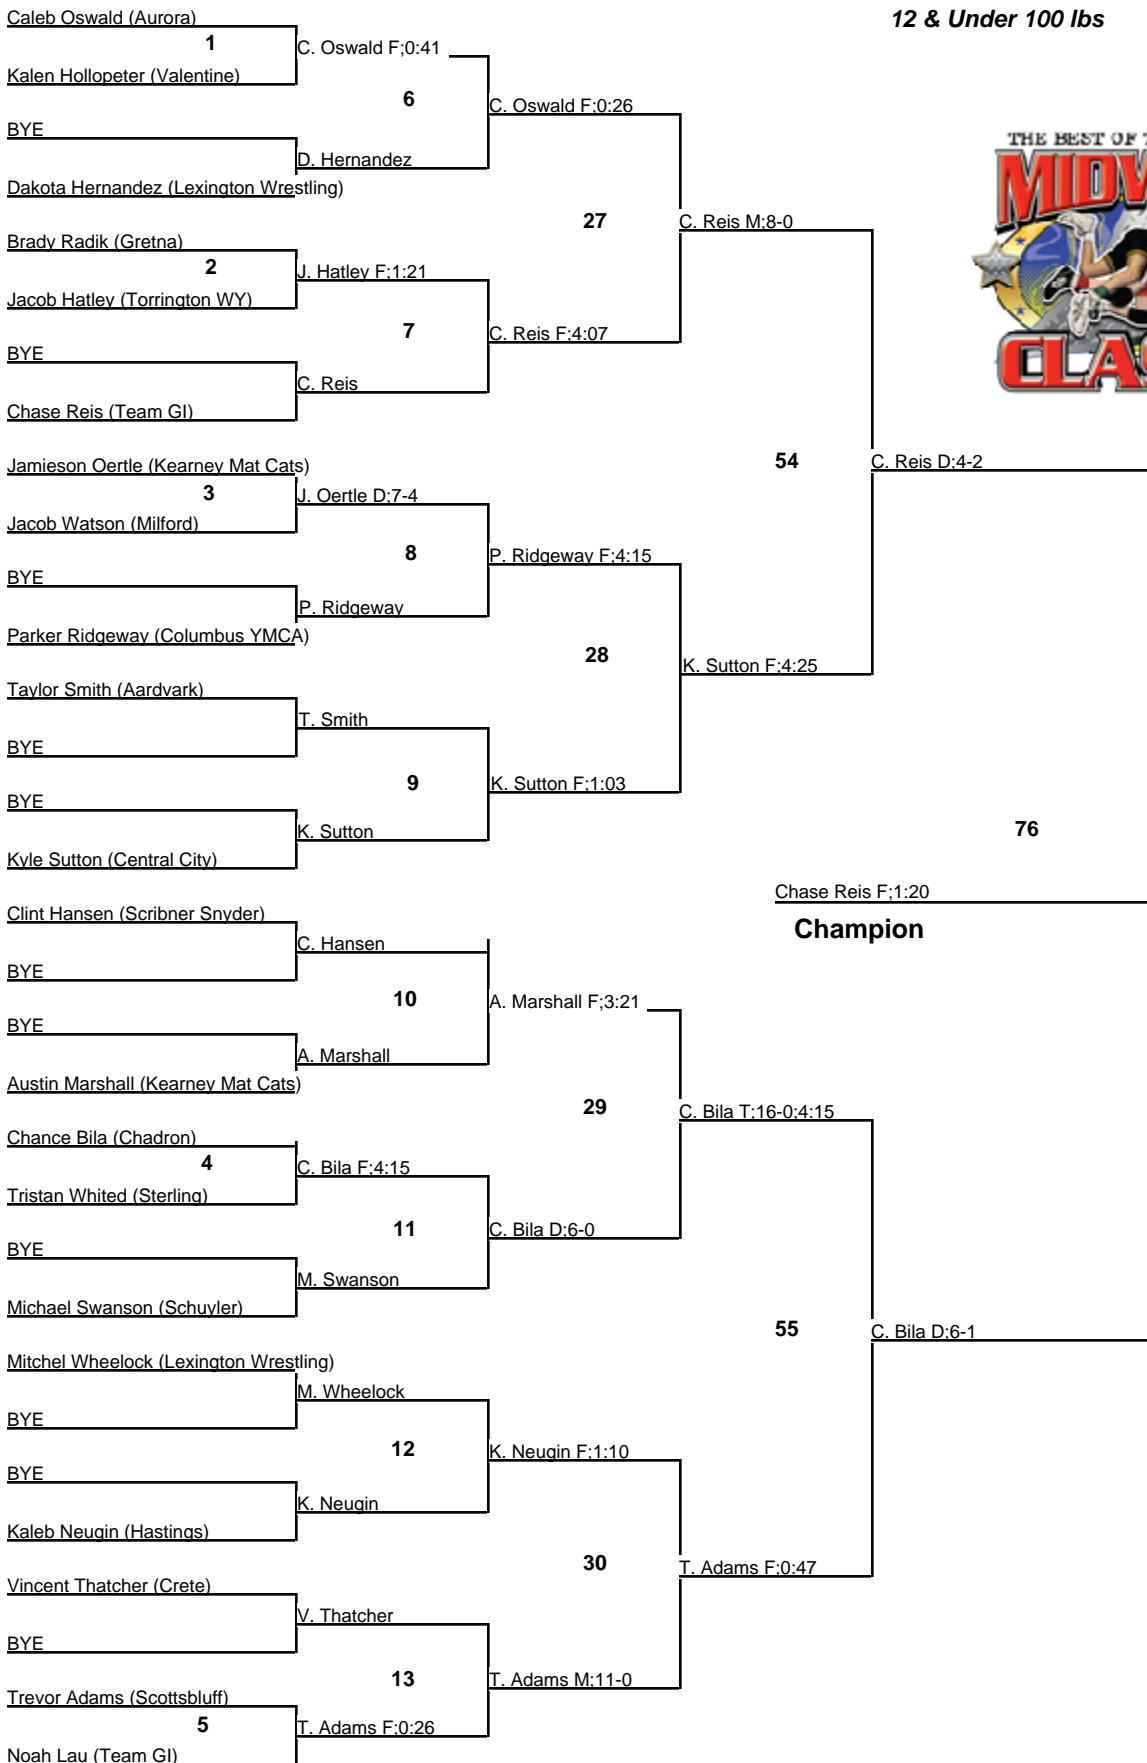 12 & Under 100 lbs
THE BEST OF
Caleb Oswald (Aurora)
1
C. Oswald F;0:41
Kalen Hollopeter (Valentine)
6
C. Oswald F;0:26
BYE
D. Hernandez
Dakota Hernandez (Lexington Wrestling)
27
C. Reis M;8-0
Brady Radik (Gretna)
2
J. Hatley F;1:21
Jacob Hatley (Torrington WY)
7
C. Reis F;4:07
BYE
C. Reis
Chase Reis (Team GI)
54
C. Reis D;4-2
Jamieson Oertle (Kearney Mat Cats)
3
J. Oertle D;7-4
Jacob Watson (Milford)
8
P. Ridgeway F;4:15
BYE
P. Ridgeway
Parker Ridgeway (Columbus YMCA)
28
K. Sutton F;4:25
Taylor Smith (Aardvark)
T. Smith
BYE
9
K. Sutton F;1:03
BYE
K. Sutton
Kyle Sutton (Central City)
76
Chase Reis F;1:20
Champion
Clint Hansen (Scribner Snyder)
C. Hansen
BYE
10
A. Marshall F;3:21
BYE
A. Marshall
Austin Marshall (Kearney Mat Cats)
29
C. Bila T;16-0;4:15
Chance Bila (Chadron)
4
C. Bila F;4:15
Tristan Whited (Sterling)
11
C. Bila D;6-0
BYE
M. Swanson
Michael Swanson (Schuyler)
55
C. Bila D;6-1
Mitchel Wheelock (Lexington Wrestling)
M. Wheelock
BYE
12
K. Neugin F;1:10
BYE
K. Neugin
Kaleb Neugin (Hastings)
30
T. Adams F;0:47
Vincent Thatcher (Crete)
V. Thatcher
BYE
13
T. Adams M;11-0
Trevor Adams (Scottsbluff)
5
T. Adams F;0:26
Noah Lau (Team GI)